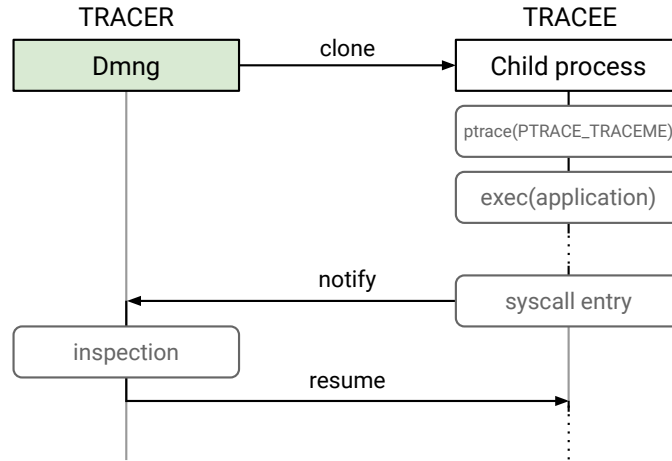 TRACER
TRACEE
Dmng
clone
Child process
ptrace(PTRACE_TRACEME)
exec(application)
notify
syscall entry
inspection
resume